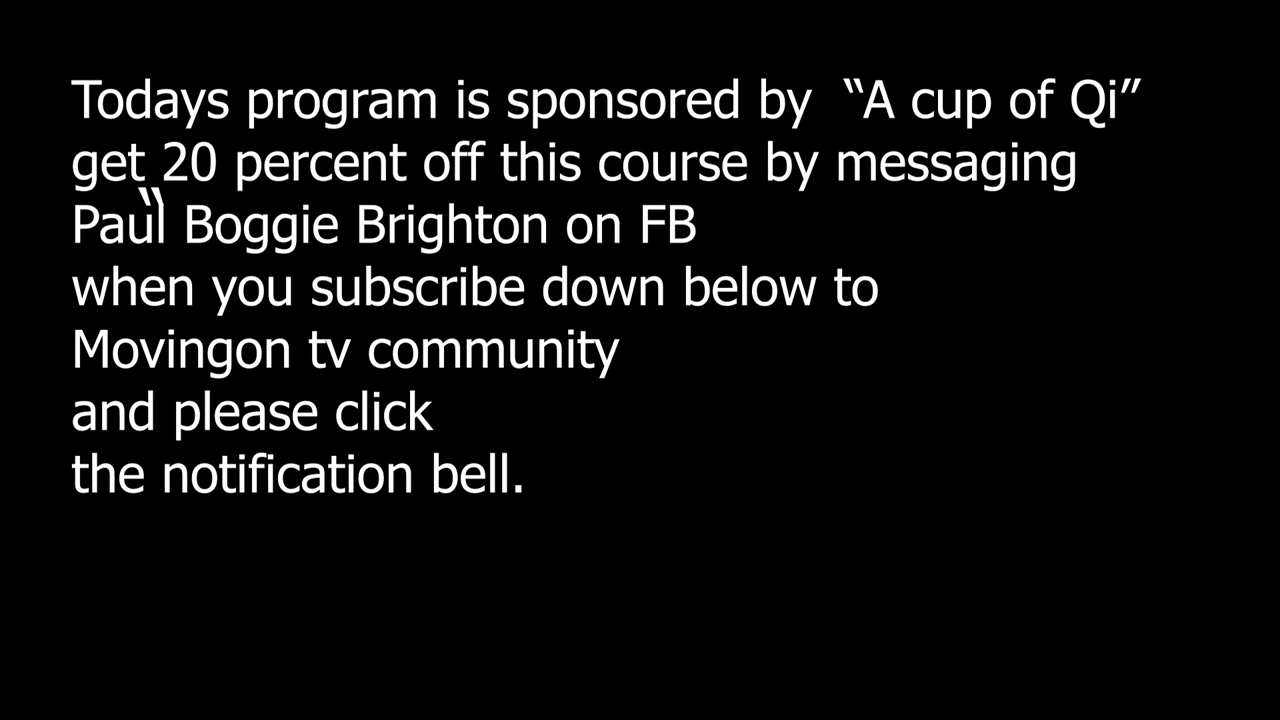 Todays program is sponsored by “A cup of Qi”
get 20 percent off this course by messaging
“
Paul Boggie Brighton on FB
when you subscribe down below to
Movingon tv community
and please click
the notification bell.